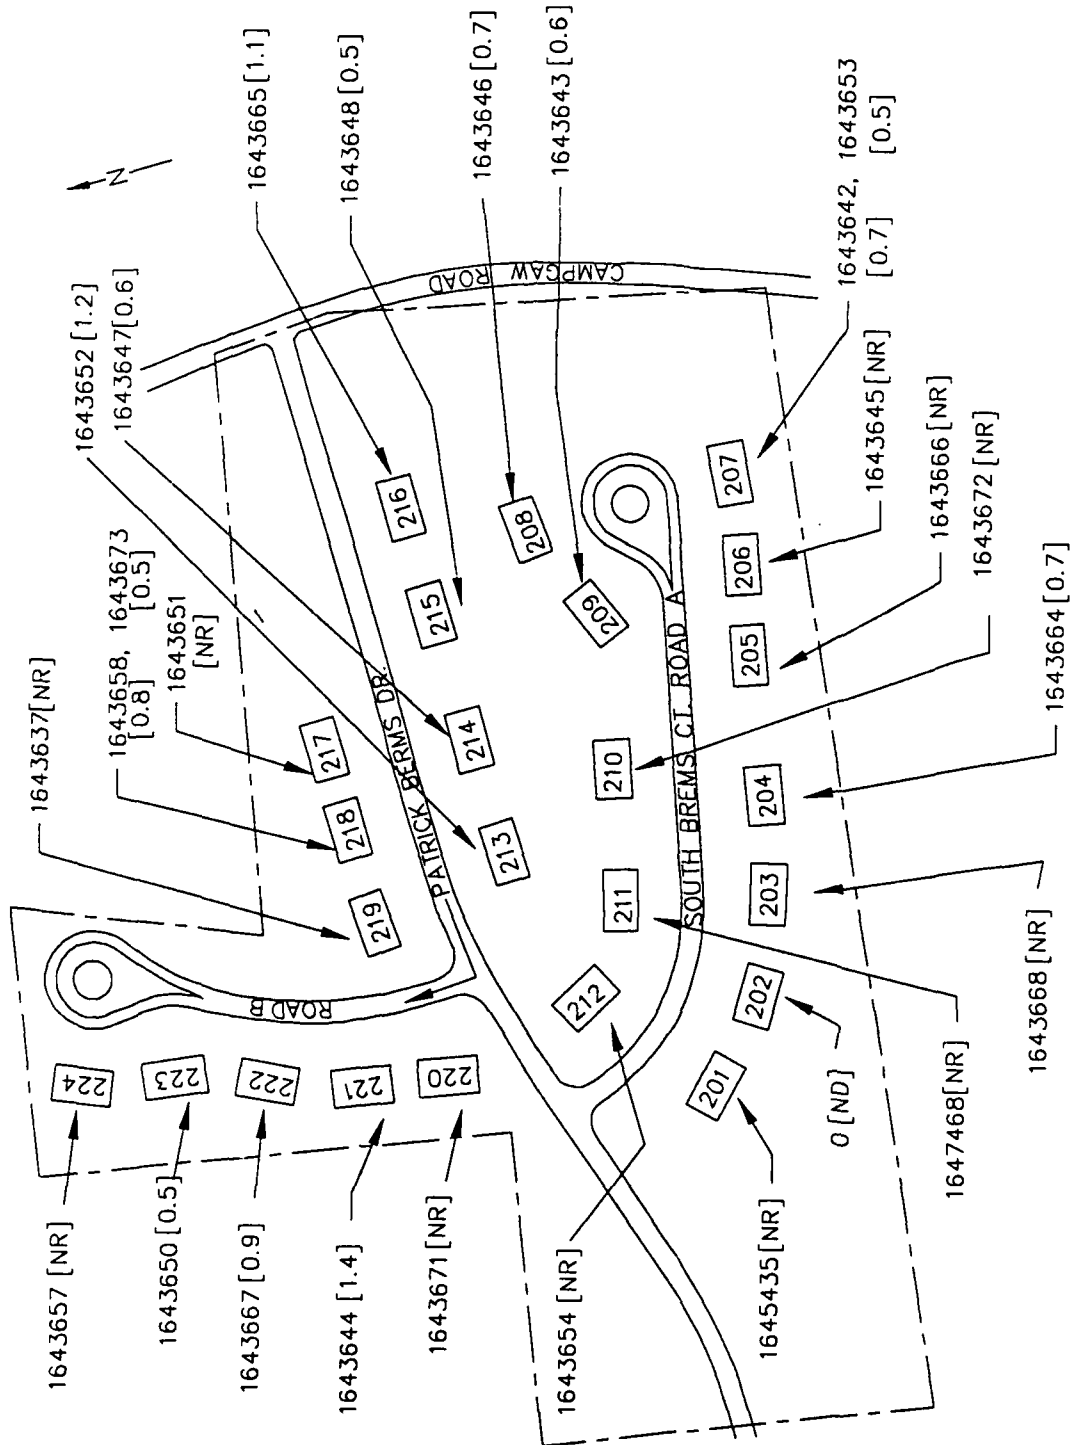 1643665 [1.1]
1643648 [0.5]
1643646 [0.7]
1643643 [0.6]
1643642, 1643653
[0.7] [0.5]
N
1643652 [1.2]
1643647 [0.6]
CAMPGAW ROAD
1643645 [NR]
1643666 [NR]
1643672 [NR]
1643664 [0.7]
1643637 [NR]
1643658, 1643673
[0.8] [0.5]
1643651
[NR]
216
208
207
206
215
209
205
PATRICK BERMS DR.
SOUTH BREMS CT. ROAD A
217
214
210
204
218
213
211
203
219
212
202
ROAD B
224
223
222
221
220
201
0 [ND]
1643668 [NR]
1647468 [NR]
1643657 [NR]
1643650 [0.5]
1643667 [0.9]
1643644 [1.4]
1643671 [NR]
1643654 [NR]
1645435 [NR]